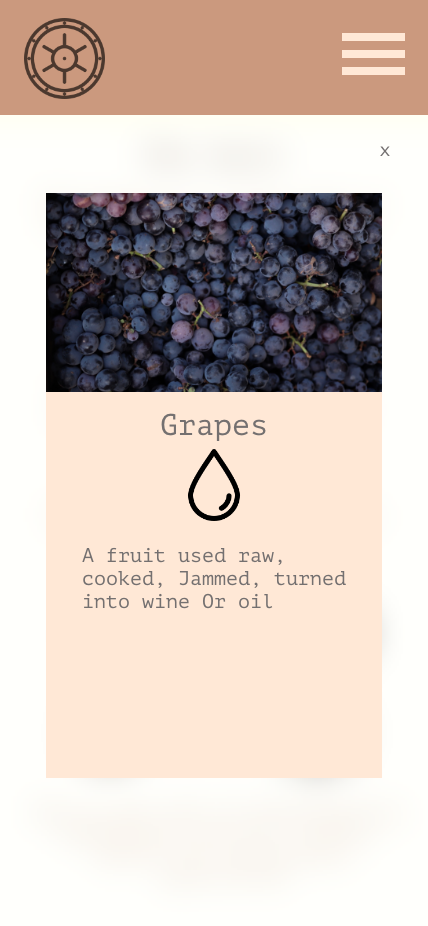 x
Grapes
A fruit used raw,
cooked, Jammed, turned
into wine Or oil